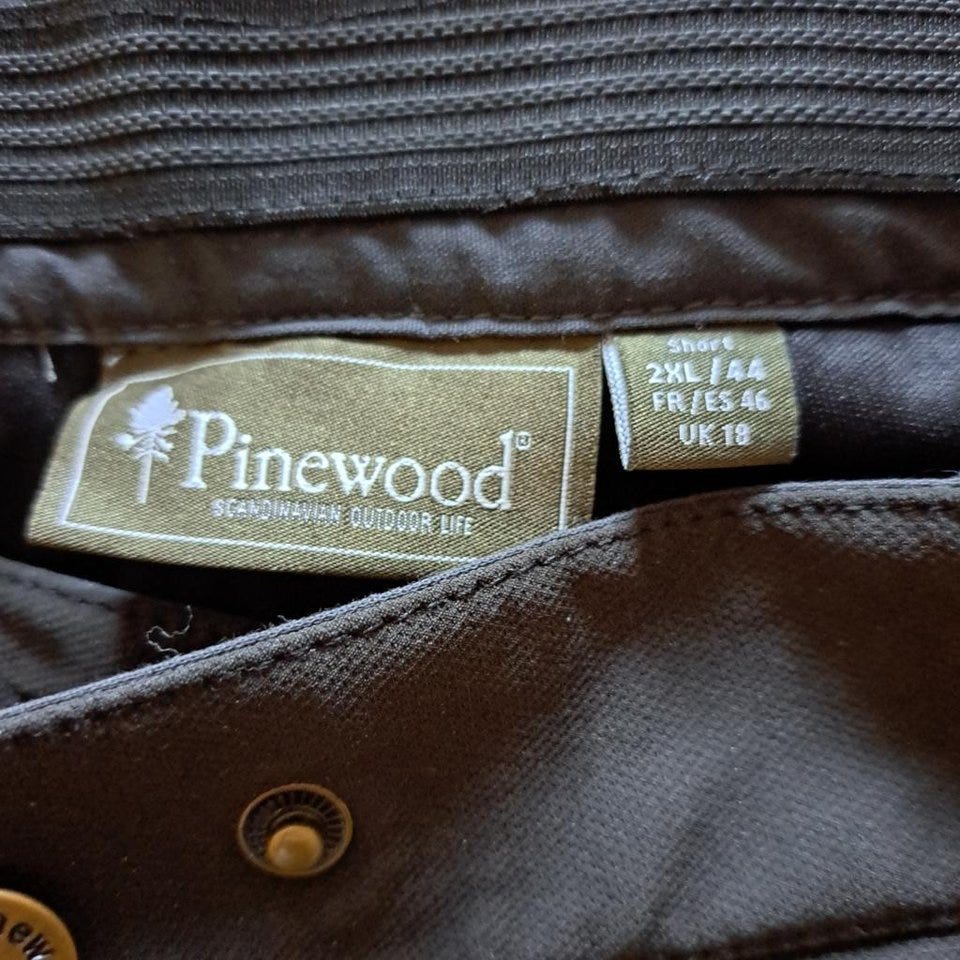 Pinewood®
SCANDINAVIAN OUTDOOR LIFE
Short
2XL / 44
FR/ES 46
UK 18